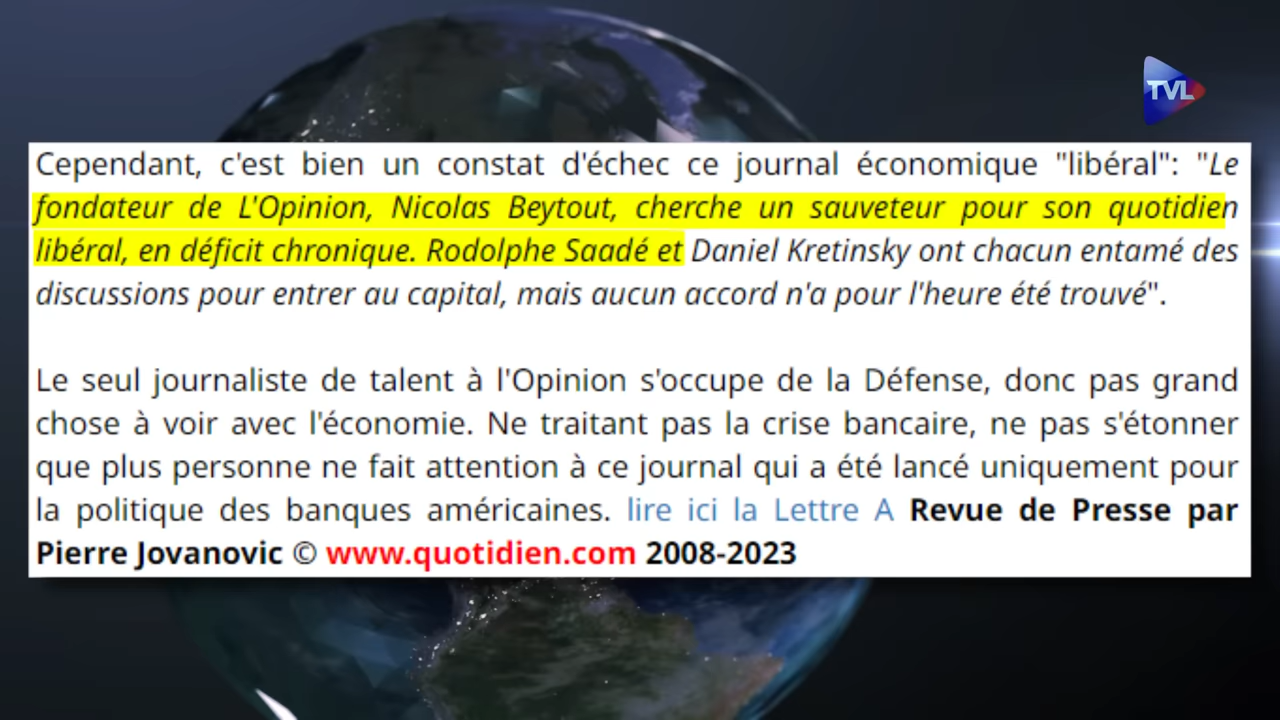 TVL
Cependant, c'est bien un constat d'échec ce journal économique "libéral": "Le
fondateur de L'Opinion, Nicolas Beytout, cherche un sauveteur pour son quotidien
libéral, en déficit chronique. Rodolphe Saadé et Daniel Kretinsky ont chacun entamé des
discussions pour entrer au capital, mais aucun accord n'a pour l'heure été trouvé".
Le seul journaliste de talent à l'Opinion s'occupe de la Défense, donc pas grand
chose à voir avec l'économie. Ne traitant pas la crise bancaire, ne pas s'étonner
que plus personne ne fait attention à ce journal qui a été lancé uniquement pour
la politique des banques américaines. lire ici la Lettre A Revue de Presse par
Pierre Jovanovic © www.quotidien.com 2008-2023